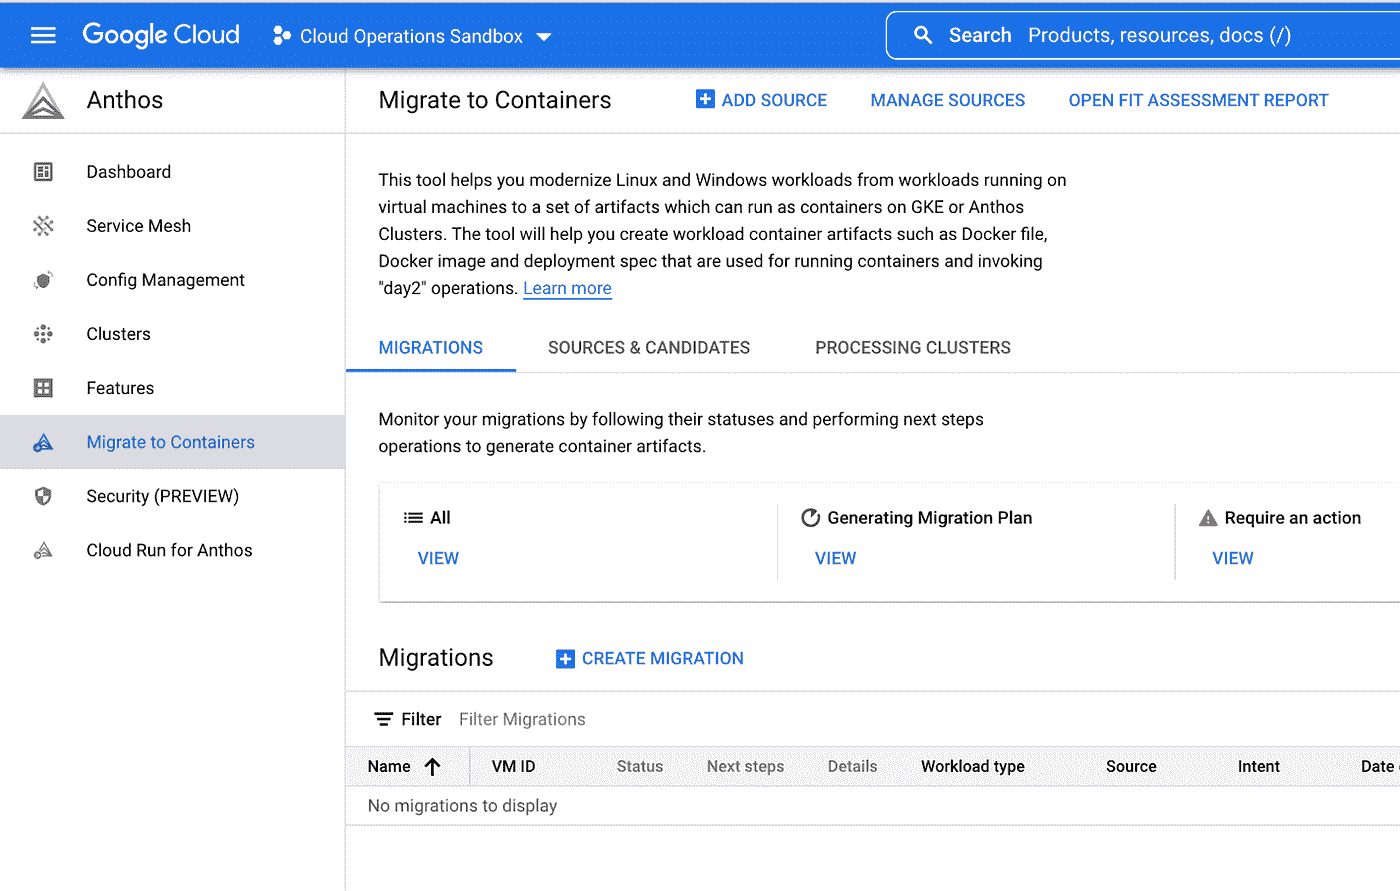 Google Cloud
Cloud Operations Sandbox
Search Products, resources, docs (/)
Anthos
Dashboard
Service Mesh
Config Management
Clusters
Features
Migrate to Containers
Security (PREVIEW)
Cloud Run for Anthos
Migrate to Containers
ADD SOURCE
MANAGE SOURCES
OPEN FIT ASSESSMENT REPORT
This tool helps you modernize Linux and Windows workloads from workloads running on
virtual machines to a set of artifacts which can run as containers on GKE or Anthos
Clusters. The tool will help you create workload container artifacts such as Docker file,
Docker image and deployment spec that are used for running containers and invoking
"day2" operations. Learn more
MIGRATIONS SOURCES & CANDIDATES PROCESSING CLUSTERS
Monitor your migrations by following their statuses and performing next steps
operations to generate container artifacts.
All
VIEW
Generating Migration Plan
VIEW
Require an action
VIEW
Migrations
CREATE MIGRATION
Filter Filter Migrations
Name VM ID Status Next steps Details Workload type Source Intent Date
No migrations to display